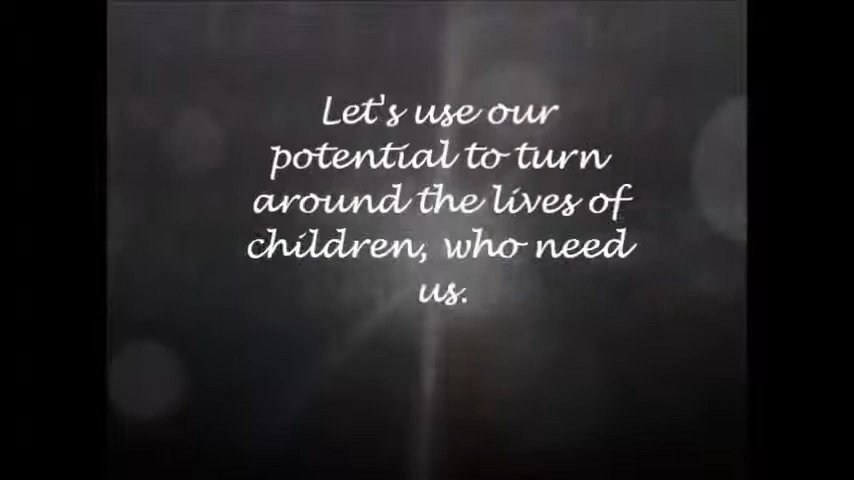 Let's use our
potential to turn
around the lives of
children, who need
us.